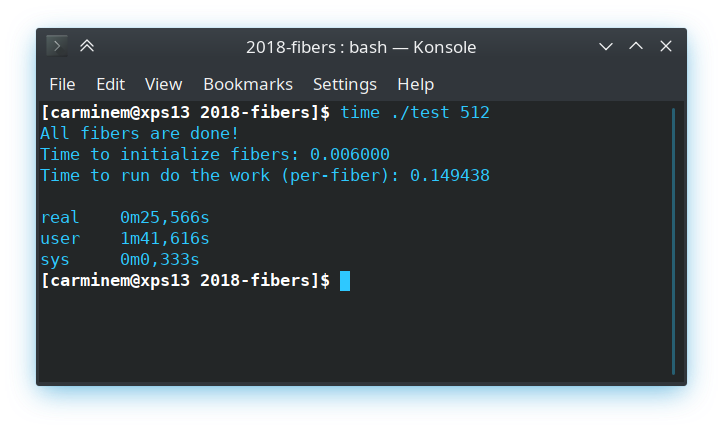 2018-fibers : bash — Konsole
File Edit View Bookmarks Settings Help
[carminem@xps13 2018-fibers]$ time ./test 512
All fibers are done!
Time to initialize fibers: 0.006000
Time to run do the work (per-fiber): 0.149438
real 0m25,566s
user 1m41,616s
sys 0m0,333s
[carminem@xps13 2018-fibers]$